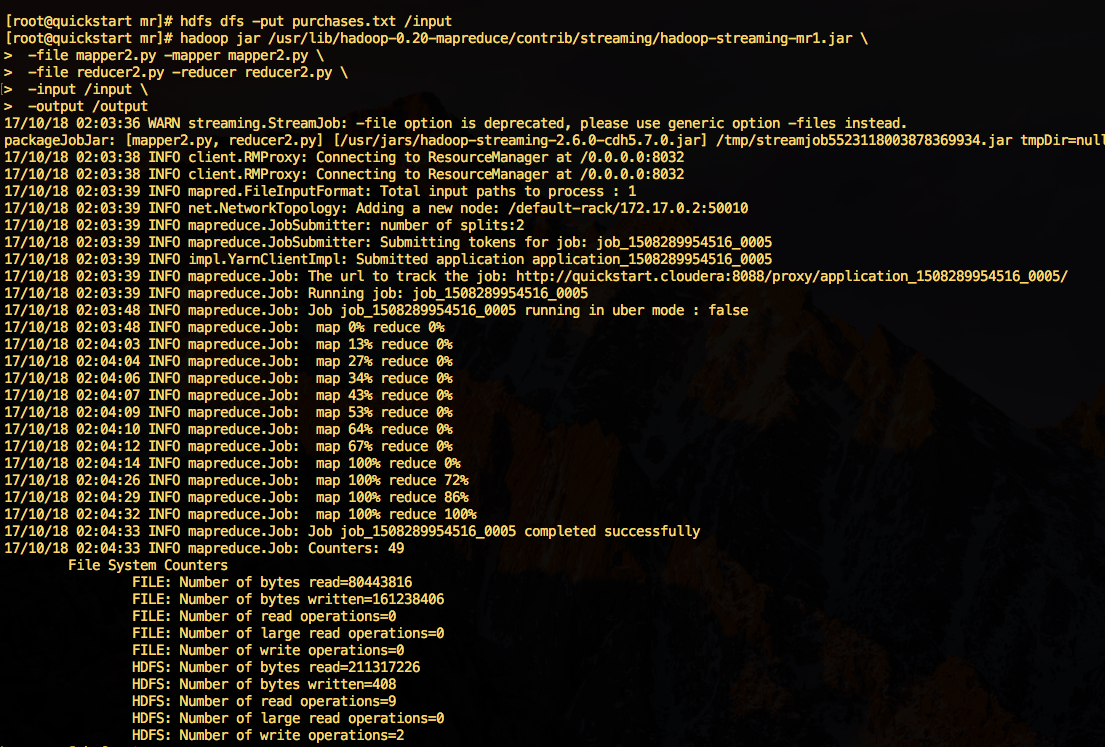 [root@quickstart mr]# hdfs dfs -put purchases.txt /input
[root@quickstart mr]# hadoop jar /usr/lib/hadoop-0.20-mapreduce/contrib/streaming/hadoop-streaming-mr1.jar \
>  -file mapper2.py -mapper mapper2.py \
>  -file reducer2.py -reducer reducer2.py \
>  -input /input \
>  -output /output
17/10/18 02:03:36 WARN streaming.StreamJob: -file option is deprecated, please use generic option -files instead.
packageJobJar: [mapper2.py, reducer2.py] [/usr/jars/hadoop-streaming-2.6.0-cdh5.7.0.jar] /tmp/streamjob5523118003878369934.jar tmpDir=null
17/10/18 02:03:38 INFO client.RMProxy: Connecting to ResourceManager at /0.0.0.0:8032
17/10/18 02:03:38 INFO client.RMProxy: Connecting to ResourceManager at /0.0.0.0:8032
17/10/18 02:03:39 INFO mapred.FileInputFormat: Total input paths to process : 1
17/10/18 02:03:39 INFO net.NetworkTopology: Adding a new node: /default-rack/172.17.0.2:50010
17/10/18 02:03:39 INFO mapreduce.JobSubmitter: number of splits:2
17/10/18 02:03:39 INFO mapreduce.JobSubmitter: Submitting tokens for job: job_1508289954516_0005
17/10/18 02:03:39 INFO impl.YarnClientImpl: Submitted application application_1508289954516_0005
17/10/18 02:03:39 INFO mapreduce.Job: The url to track the job: http://quickstart.cloudera:8088/proxy/application_1508289954516_0005/
17/10/18 02:03:39 INFO mapreduce.Job: Running job: job_1508289954516_0005
17/10/18 02:03:48 INFO mapreduce.Job: Job job_1508289954516_0005 running in uber mode : false
17/10/18 02:03:48 INFO mapreduce.Job:  map 0% reduce 0%
17/10/18 02:04:03 INFO mapreduce.Job:  map 13% reduce 0%
17/10/18 02:04:04 INFO mapreduce.Job:  map 27% reduce 0%
17/10/18 02:04:06 INFO mapreduce.Job:  map 34% reduce 0%
17/10/18 02:04:07 INFO mapreduce.Job:  map 43% reduce 0%
17/10/18 02:04:09 INFO mapreduce.Job:  map 53% reduce 0%
17/10/18 02:04:10 INFO mapreduce.Job:  map 64% reduce 0%
17/10/18 02:04:12 INFO mapreduce.Job:  map 67% reduce 0%
17/10/18 02:04:14 INFO mapreduce.Job:  map 100% reduce 0%
17/10/18 02:04:26 INFO mapreduce.Job:  map 100% reduce 72%
17/10/18 02:04:29 INFO mapreduce.Job:  map 100% reduce 86%
17/10/18 02:04:32 INFO mapreduce.Job:  map 100% reduce 100%
17/10/18 02:04:33 INFO mapreduce.Job: Job job_1508289954516_0005 completed successfully
17/10/18 02:04:33 INFO mapreduce.Job: Counters: 49
File System Counters
FILE: Number of bytes read=80443816
FILE: Number of bytes written=161238406
FILE: Number of read operations=0
FILE: Number of large read operations=0
FILE: Number of write operations=0
HDFS: Number of bytes read=211317226
HDFS: Number of bytes written=408
HDFS: Number of read operations=9
HDFS: Number of large read operations=0
HDFS: Number of write operations=2